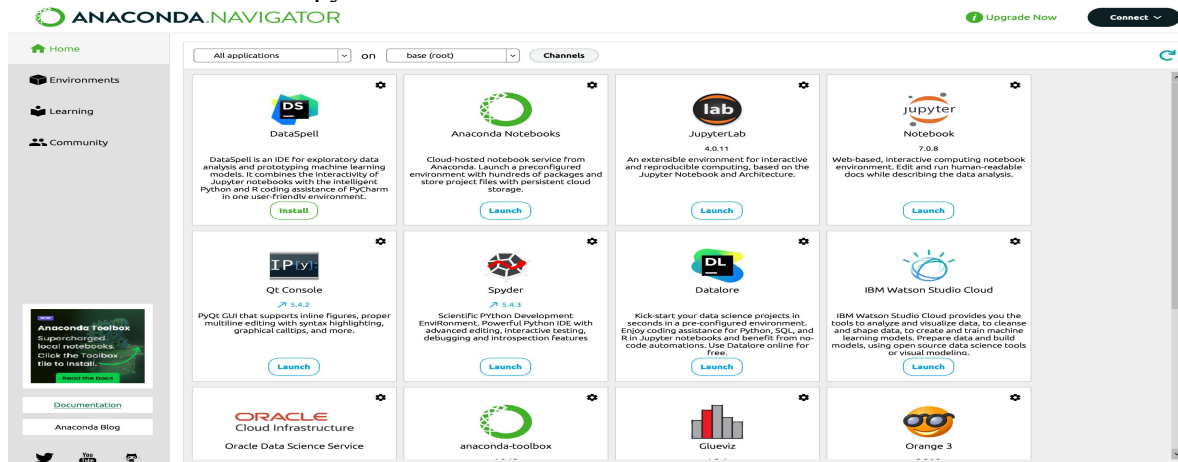 ANACONDA.NAVIGATOR
Upgrade Now
Connect
Home
Environments
Learning
Community
All applications
on
base (root)
Channels
DS
DataSpell
DataSpell is an IDE for exploratory data
analysis and prototyping machine learning
models. It combines the interactivity of
Jupyter notebooks with the intelligent
Python and R coding assistance of PyCharm
in one user-friendly environment.
Install
Anaconda Notebooks
Cloud-hosted notebook service from
Anaconda. Launch a preconfigured
environment with hundreds of packages and
store project files with persistent cloud
storage.
Launch
lab
JupyterLab
4.0.11
An extensible environment for interactive
and reproducible computing, based on the
Jupyter Notebook and Architecture.
Launch
jupyter
Notebook
7.0.8
Web-based, interactive computing notebook
environment. Edit and run human-readable
docs while describing the data analysis.
Launch
IP[y]:
Qt Console
5.4.2
PyQt GUI that supports inline figures, proper
multiline editing with syntax highlighting,
graphical calltips, and more.
Launch
Spyder
5.4.3
Scientific PYthon Development
EnviRonment. Powerful Python IDE with
advanced editing, interactive testing,
debugging and introspection features
Launch
DL
Datalore
Kick-start your data science projects in
seconds in a pre-configured environment.
Enjoy coding assistance for Python, SQL, and
R in Jupyter notebooks and benefit from no-
code automations. Use Datalore online for
free.
Launch
IBM Watson Studio Cloud
IBM Watson Studio Cloud provides you the
tools to analyze and visualize data, to cleanse
and shape data, to create and train machine
learning models. Prepare data and build
models, using open source data science tools
or visual modeling.
Launch
ORACLE
Cloud Infrastructure
Oracle Data Science Service
anaconda-toolbox
Glueviz
Orange 3
Anaconda Toolbox
Supercharged
local notebooks.
Click the Toolbox
tile to install.
Read the Docs
Documentation
Anaconda Blog
You
Tube